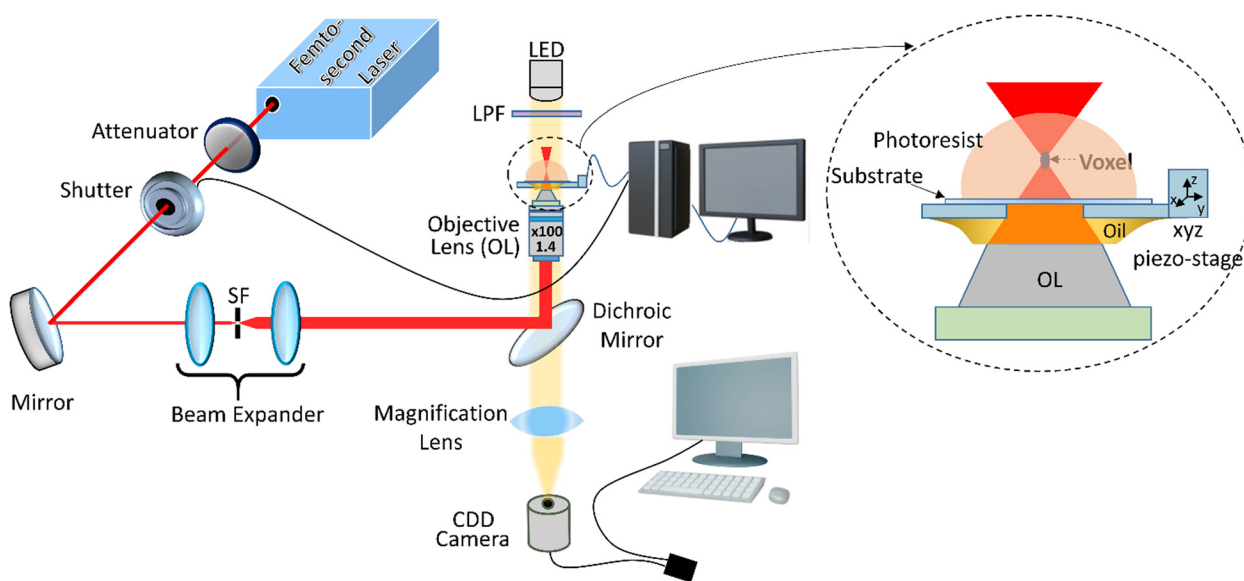 Femto-
second
Laser
Attenuator
Shutter
Mirror
SF
Beam Expander
LED
LPF
Objective
Lens (OL)
x100
1.4
Dichroic
Mirror
Magnification
Lens
CDD
Camera
Photoresist
Voxel
Substrate
z
x
y
Oil
xyz
piezo-stage
OL